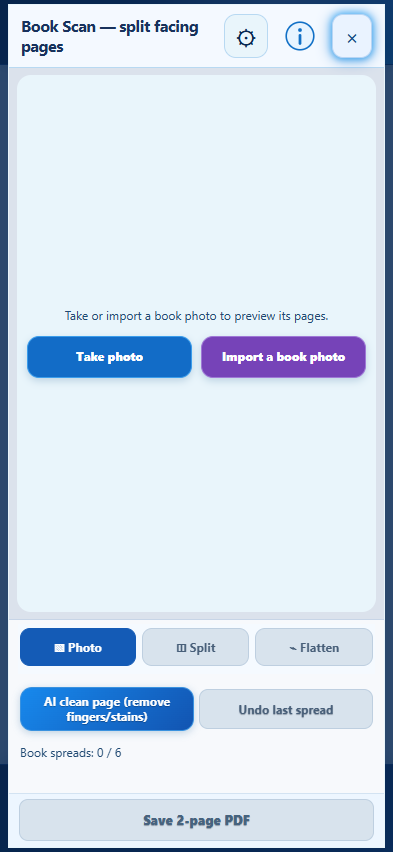 Book Scan — split facing
pages
×
Take or import a book photo to preview its pages.
Take photo
Import a book photo
Photo
Split
Flatten
AI clean page (remove
fingers/stains)
Undo last spread
Book spreads: 0 / 6
Save 2-page PDF